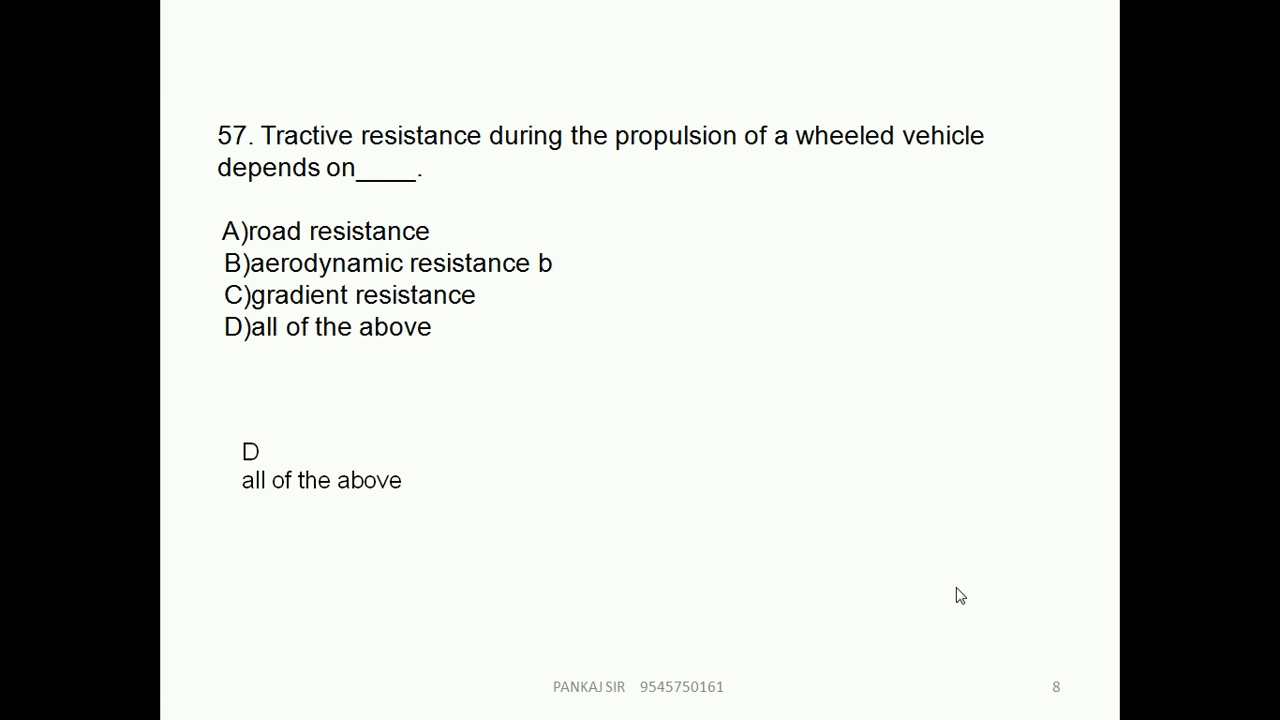 57. Tractive resistance during the propulsion of a wheeled vehicle
depends on____.
A)road resistance
B)aerodynamic resistance b
C)gradient resistance
D)all of the above
D
all of the above
PANKAJ SIR 9545750161
8